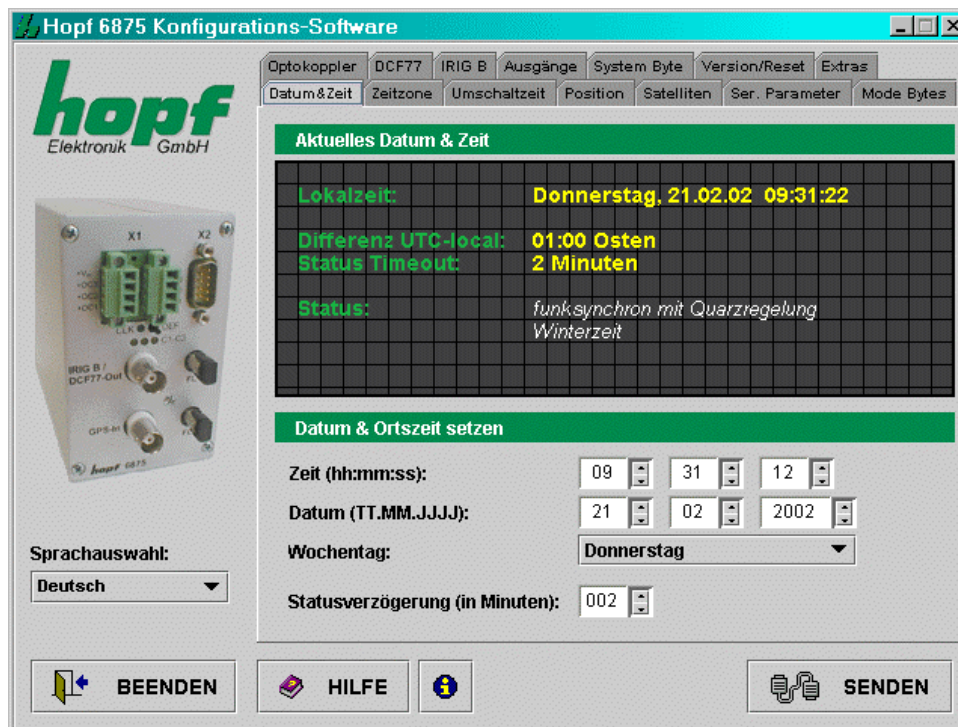 Hopf 6875 Konfigurations-Software
hopf
Elektronik GmbH
Optokoppler DCF77 IRIG B Ausgänge System Byte Version/Reset Extras
Datum&Zeit Zeitzone Umschaltzeit Position Satelliten Ser. Parameter Mode Bytes
Aktuelles Datum & Zeit
Lokalzeit: Donnerstag, 21.02.02 09:31:22
Differenz UTC-local: 01:00 Osten
Status Timeout: 2 Minuten
Status: funksynchron mit Quarzregelung
Winterzeit
X1 X2
C1-C3
IRIG B /
DCF77-Out
GPS-In
hopf 6875
Datum & Ortszeit setzen
Zeit (hh:mm:ss): 09 31 12
Datum (TT.MM.JJJJ): 21 02 2002
Wochentag: Donnerstag
Statusverzögerung (in Minuten): 002
Sprachauswahl:
Deutsch
BEENDEN HILFE SENDEN